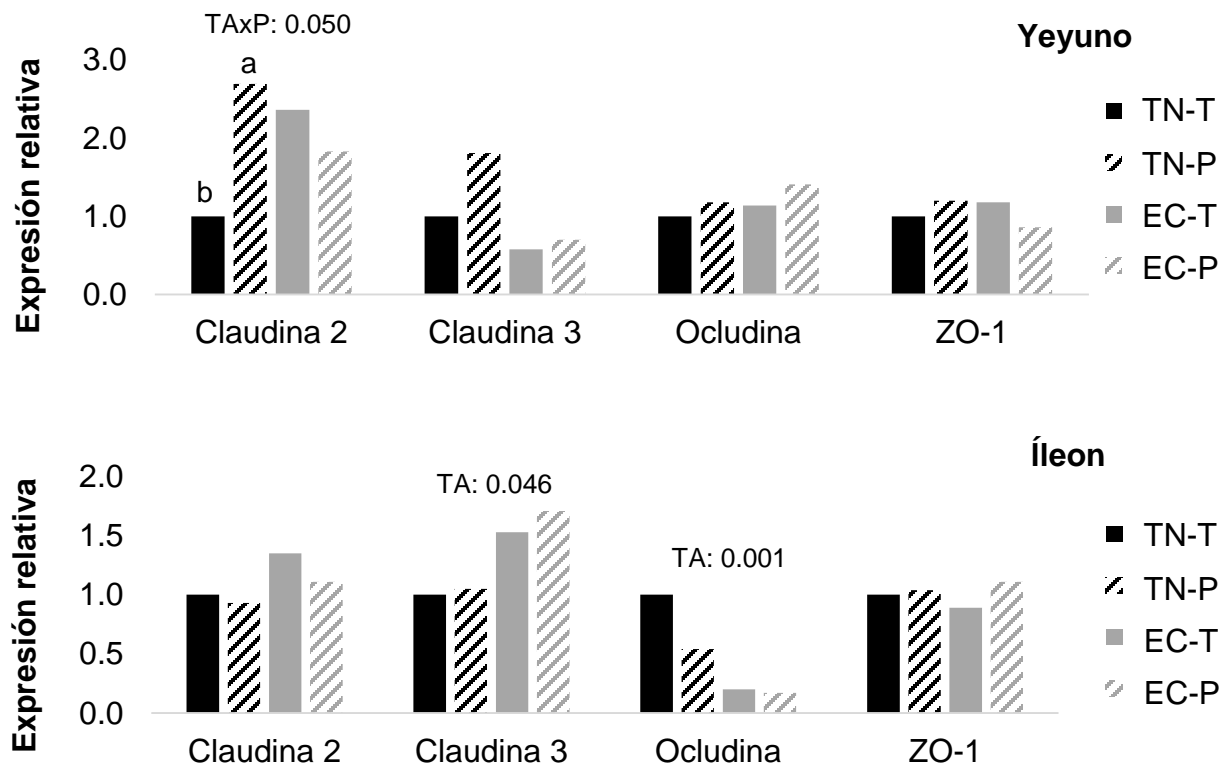 TAxP: 0.050
Yeyuno
Expresión relativa
3.0
2.0
1.0
0.0
b
a
TN-T
TN-P
EC-T
EC-P
Claudina 2
Claudina 3
Ocludina
ZO-1
Íleon
Expresión relativa
2.0
1.5
1.0
0.5
0.0
TA: 0.046
TA: 0.001
TN-T
TN-P
EC-T
EC-P
Claudina 2
Claudina 3
Ocludina
ZO-1